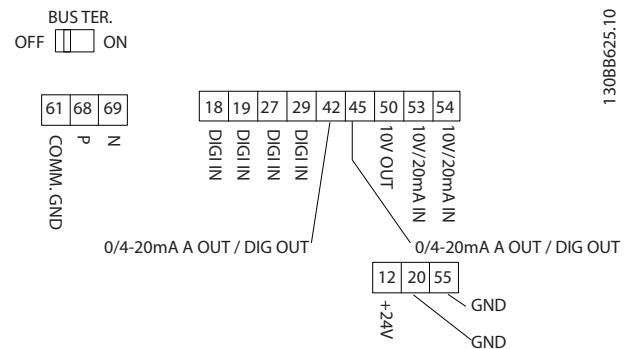 BUS TER.
OFF ON
130BB625.10
61 68 69
18 19 27 29 42 45 50 53 54
COMM. GND
P
N
DIGI IN
DIGI IN
DIGI IN
DIGI IN
10V OUT
10V/20mA IN
10V/20mA IN
0/4-20mA A OUT / DIG OUT
0/4-20mA A OUT / DIG OUT
12 20 55
+24V
GND
GND